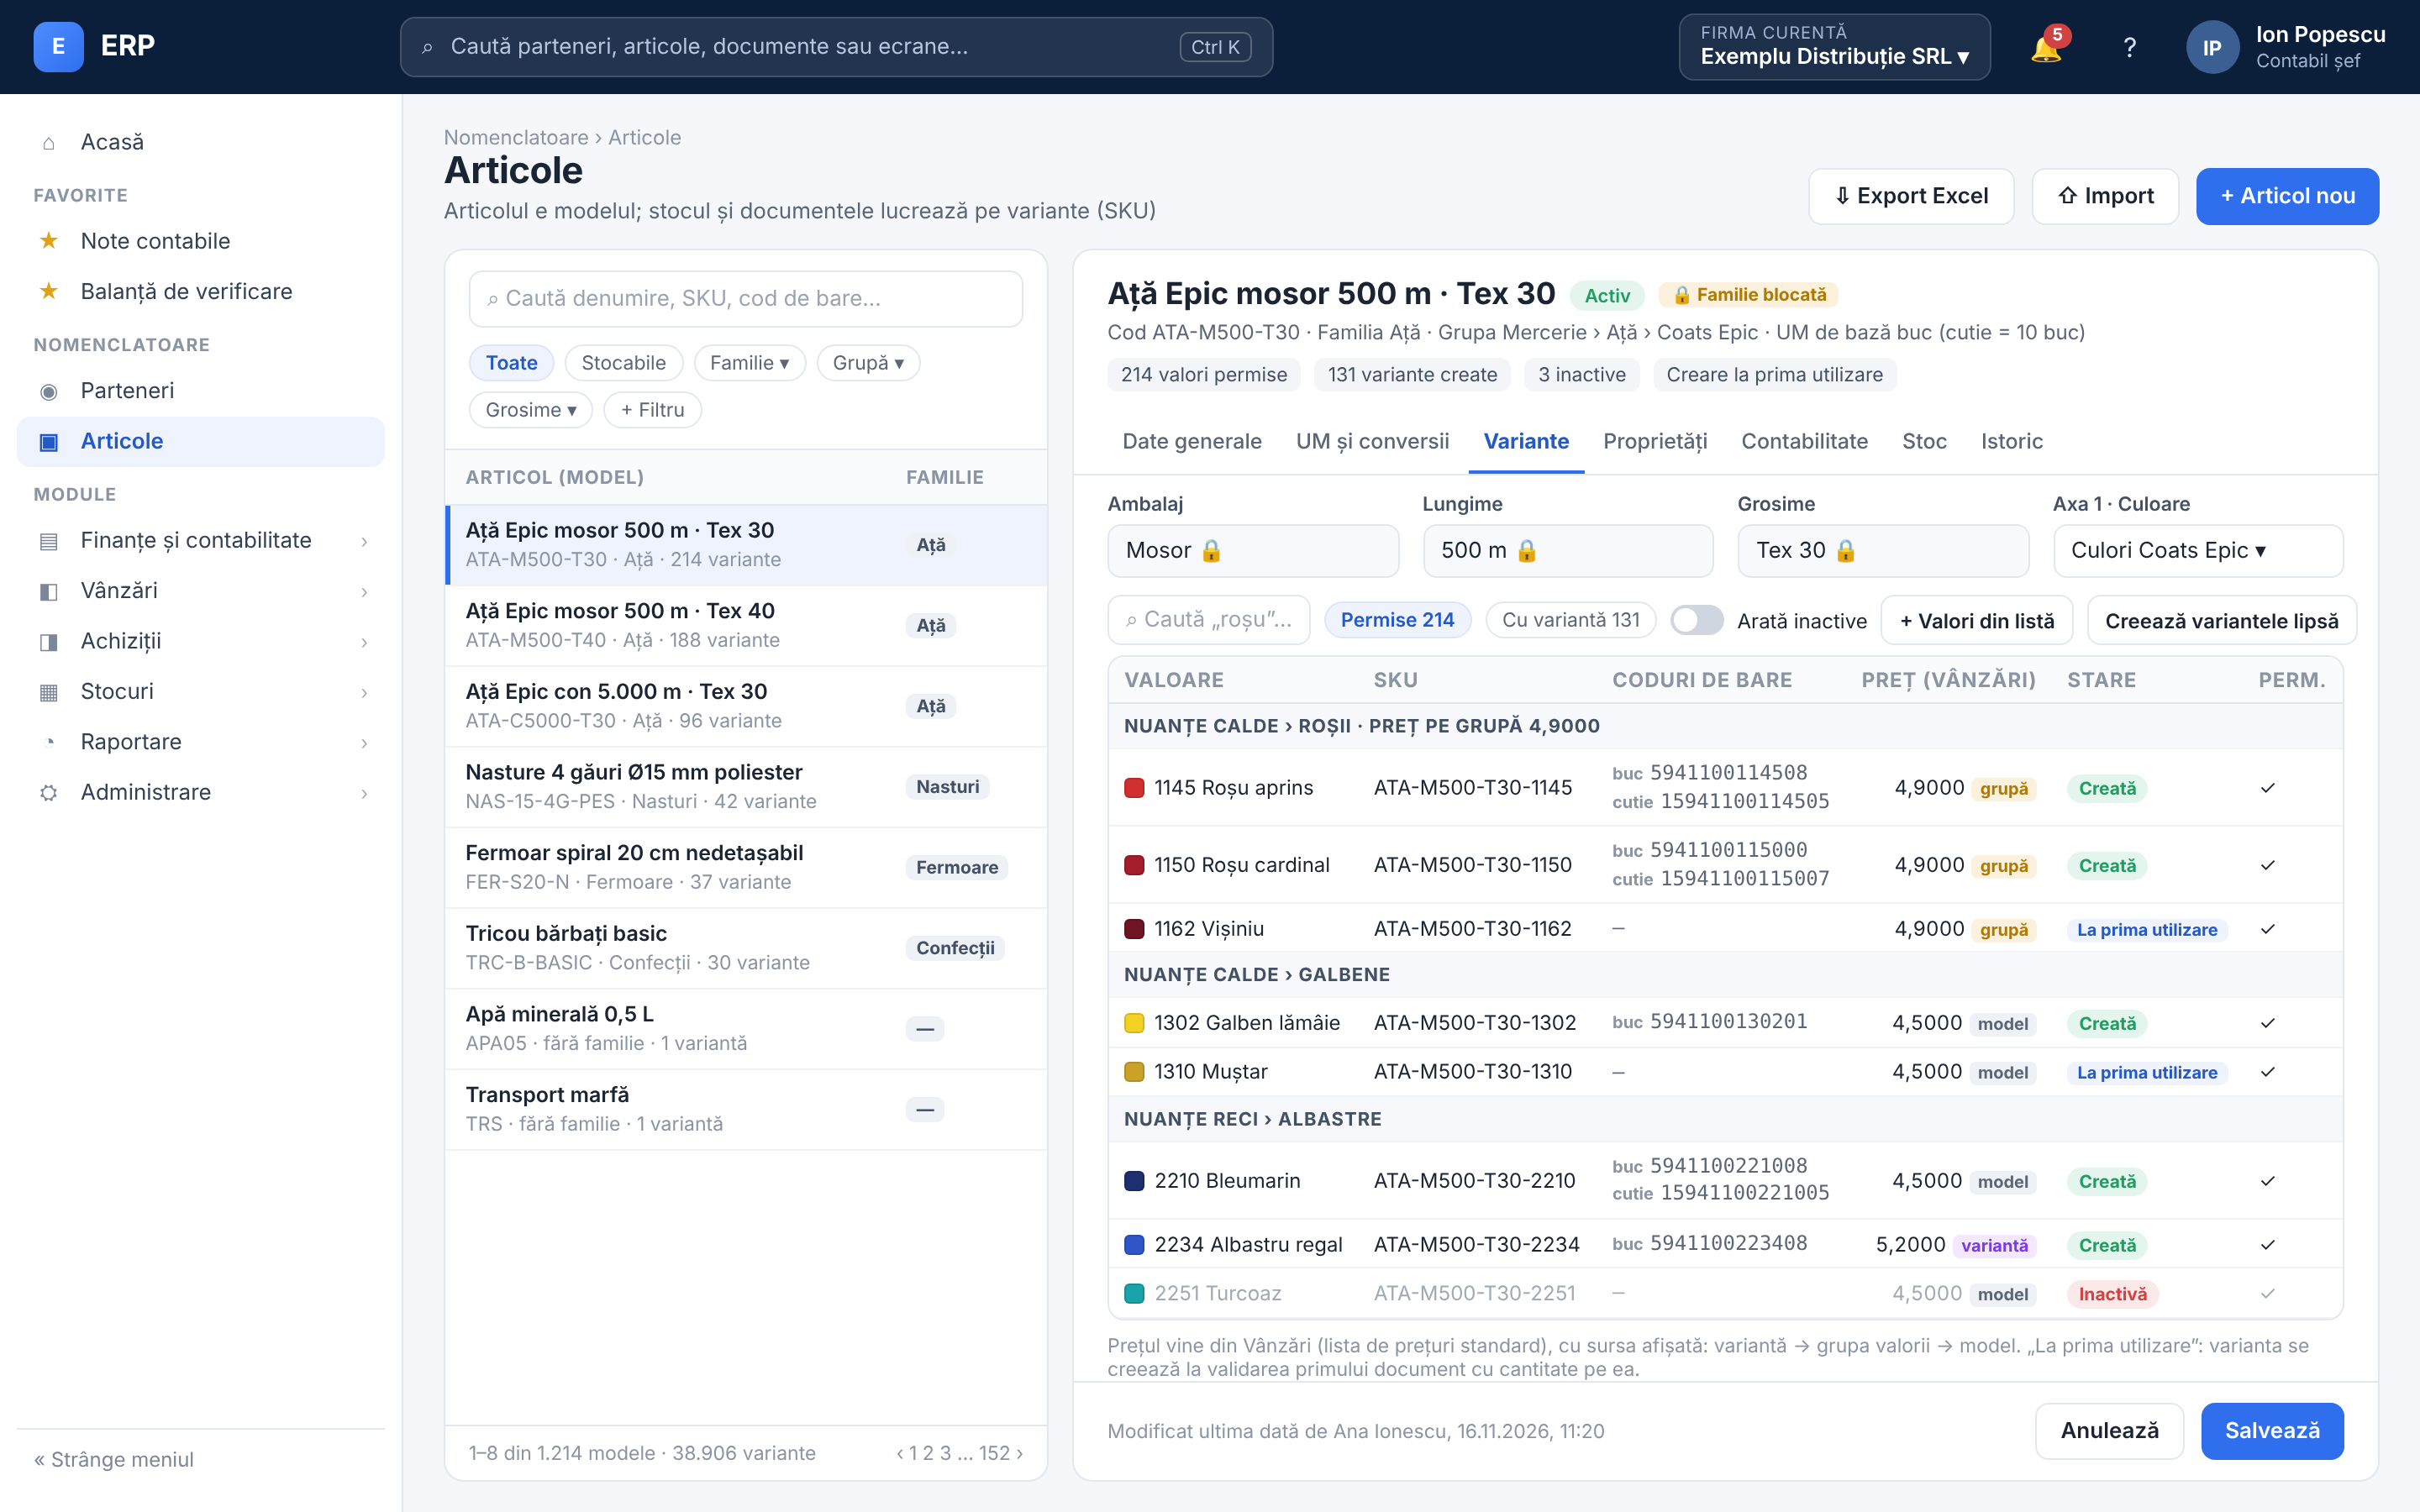 E ERP
Caută parteneri, articole, documente sau ecrane... Ctrl K
FIRMA CURENTĂ
Exemplu Distribuție SRL ▾
5
?
IP
Ion Popescu
Contabil șef
Acasă
FAVORITE
Note contabile
Balanță de verificare
NOMENCLATOARE
Parteneri
Articole
MODULE
Finanțe și contabilitate ›
Vânzări ›
Achiziții ›
Stocuri ›
Raportare ›
Administrare ›
« Strânge meniul
Nomenclatoare › Articole
Articole
Articolul e modelul; stocul și documentele lucrează pe variante (SKU)
⇩ Export Excel
⇧ Import
+ Articol nou
Caută denumire, SKU, cod de bare...
Toate Stocabile Familie ▾ Grupă ▾
Grosime ▾ + Filtru
ARTICOL (MODEL) FAMILIE
Ață Epic mosor 500 m · Tex 30
ATA-M500-T30 · Ață · 214 variante
Ață
Ață Epic mosor 500 m · Tex 40
ATA-M500-T40 · Ață · 188 variante
Ață
Ață Epic con 5.000 m · Tex 30
ATA-C5000-T30 · Ață · 96 variante
Ață
Nasture 4 găuri Ø15 mm poliester
NAS-15-4G-PES · Nasturi · 42 variante
Nasturi
Fermoar spiral 20 cm nedetașabil
FER-S20-N · Fermoare · 37 variante
Fermoare
Tricou bărbați basic
TRC-B-BASIC · Confecții · 30 variante
Confecții
Apă minerală 0,5 L
APA05 · fără familie · 1 variantă
—
Transport marfă
TRS · fără familie · 1 variantă
—
1–8 din 1.214 modele · 38.906 variante ‹ 1 2 3 ... 152 ›
Ață Epic mosor 500 m · Tex 30 Activ 🔒 Familie blocată
Cod ATA-M500-T30 · Familia Ață · Grupa Mercerie › Ață › Coats Epic · UM de bază buc (cutie = 10 buc)
214 valori permise 131 variante create 3 inactive Creare la prima utilizare
Date generale UM și conversii Variante Proprietăți Contabilitate Stoc Istoric
Ambalaj Lungime Grosime Axa 1 · Culoare
Mosor 🔒 500 m 🔒 Tex 30 🔒 Culori Coats Epic ▾
Caută „roșu”... Permise 214 Cu variantă 131 Arată inactive + Valori din listă Creează variantele lipsă
VALOARE SKU CODURI DE BARE PREȚ (VÂNZĂRI) STARE PERM.
NUANȚE CALDE › ROȘII · PREȚ PE GRUPĂ 4,9000
1145 Roșu aprins ATA-M500-T30-1145 buc 5941100114508 4,9000 grupă Creată ✓
cutie 15941100114505
1150 Roșu cardinal ATA-M500-T30-1150 buc 5941100115000 4,9000 grupă Creată ✓
cutie 15941100115007
1162 Vișiniu ATA-M500-T30-1162 – 4,9000 grupă La prima utilizare ✓
NUANȚE CALDE › GALBENE
1302 Galben lămâie ATA-M500-T30-1302 buc 5941100130201 4,5000 model Creată ✓
1310 Muștar ATA-M500-T30-1310 – 4,5000 model La prima utilizare ✓
NUANȚE RECI › ALBASTRE
2210 Bleumarin ATA-M500-T30-2210 buc 5941100221008 4,5000 model Creată ✓
cutie 15941100221005
2234 Albastru regal ATA-M500-T30-2234 buc 5941100223408 5,2000 variantă Creată ✓
2251 Turcoaz ATA-M500-T30-2251 – 4,5000 model Inactivă ✓
Prețul vine din Vânzări (lista de prețuri standard), cu sursa afișată: variantă → grupa valorii → model. „La prima utilizare”: varianta se
creează la validarea primului document cu cantitate pe ea.
Modificat ultima dată de Ana Ionescu, 16.11.2026, 11:20
Anulează
Salvează